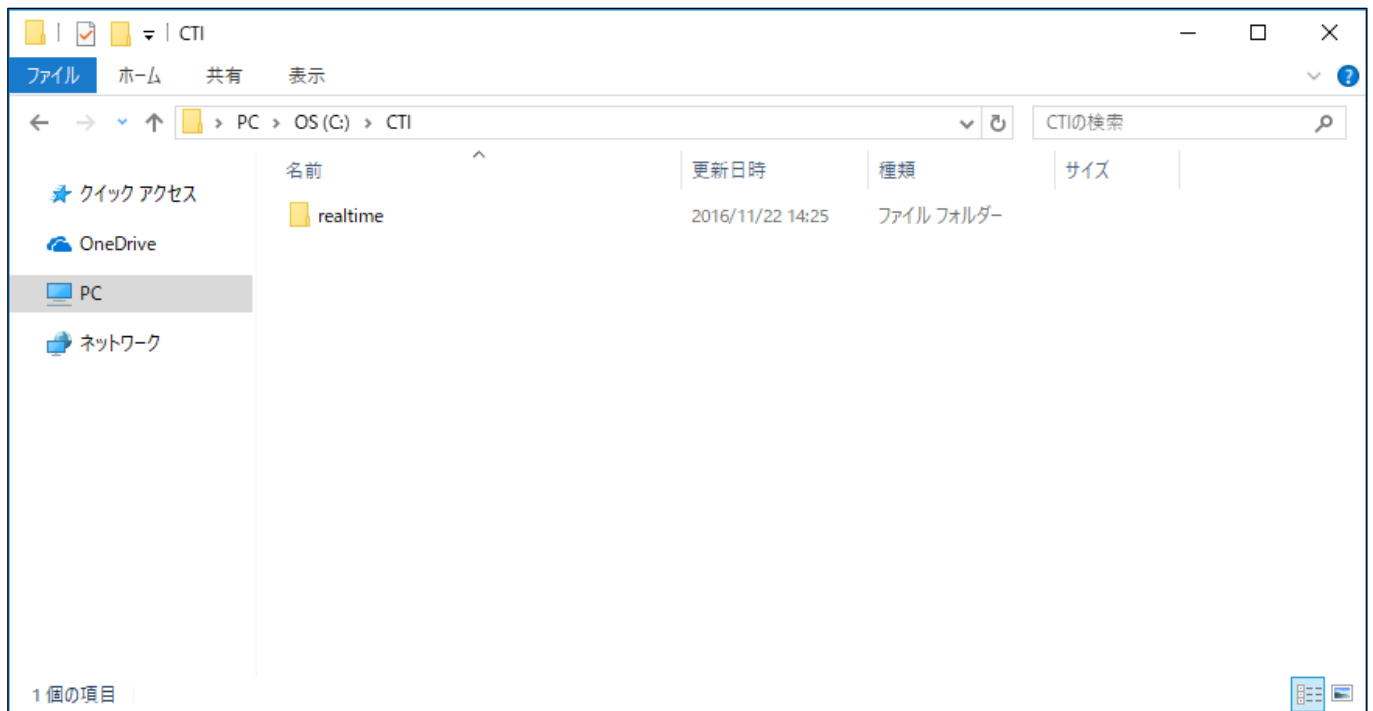 CTI
ファイル ホーム 共有 表示
PC > OS (C:) > CTI CTIの検索
名前 更新日時 種類 サイズ
クイック アクセス
realtime 2016/11/22 14:25 ファイル フォルダー
OneDrive
PC
ネットワーク
1 個の項目